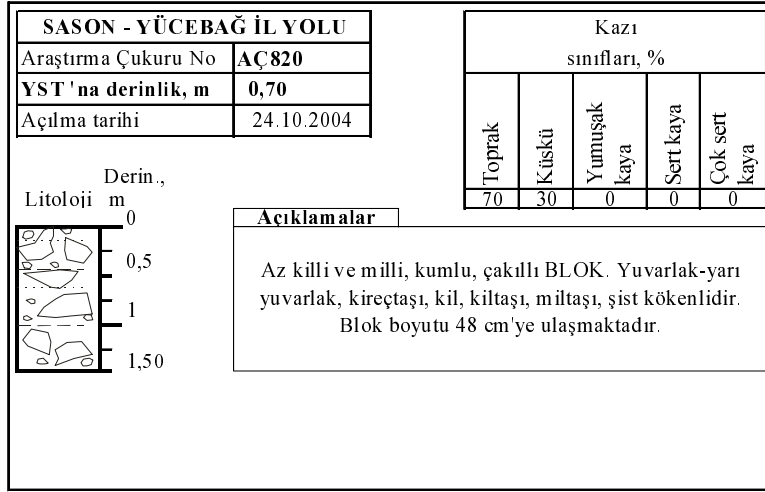 SASON - YÜCEBAĞ İL YOLU
Araştırma Çukuru No AÇ820
YST 'na derinlik, m 0,70
Açılma tarihi 24.10.2004
Kazı
sınıfları, %
Toprak
Küskü
Yumuşak
kaya
Sert kaya
Çok sert
kaya
70 30 0 0 0
Derin.,
Litoloji m
0
0,5
1
1,50
Açıklamalar
Az killi ve milli, kumlu, çakıllı BLOK. Yuvarlak-yarı
yuvarlak, kireçtaşı, kil, kiltaşı, miltaşı, şist kökenlidir.
Blok boyutu 48 cm'ye ulaşmaktadır.